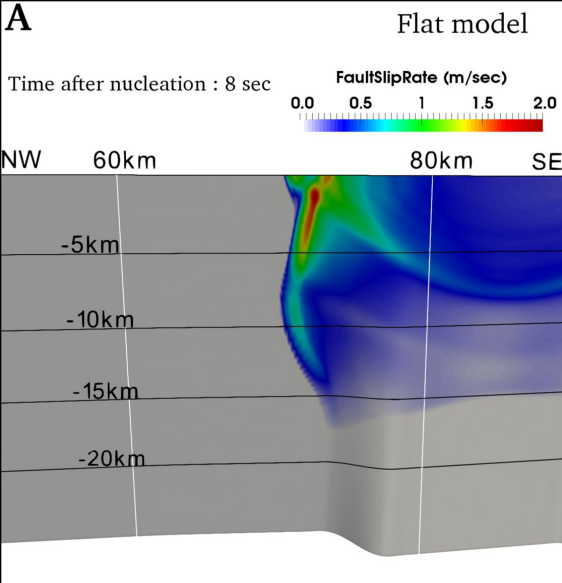 A
Flat model
Time after nucleation : 8 sec
FaultSlipRate (m/sec)
0.0 0.5 1 1.5 2.0
NW 60km 80km SE
-5km
-10km
-15km
-20km